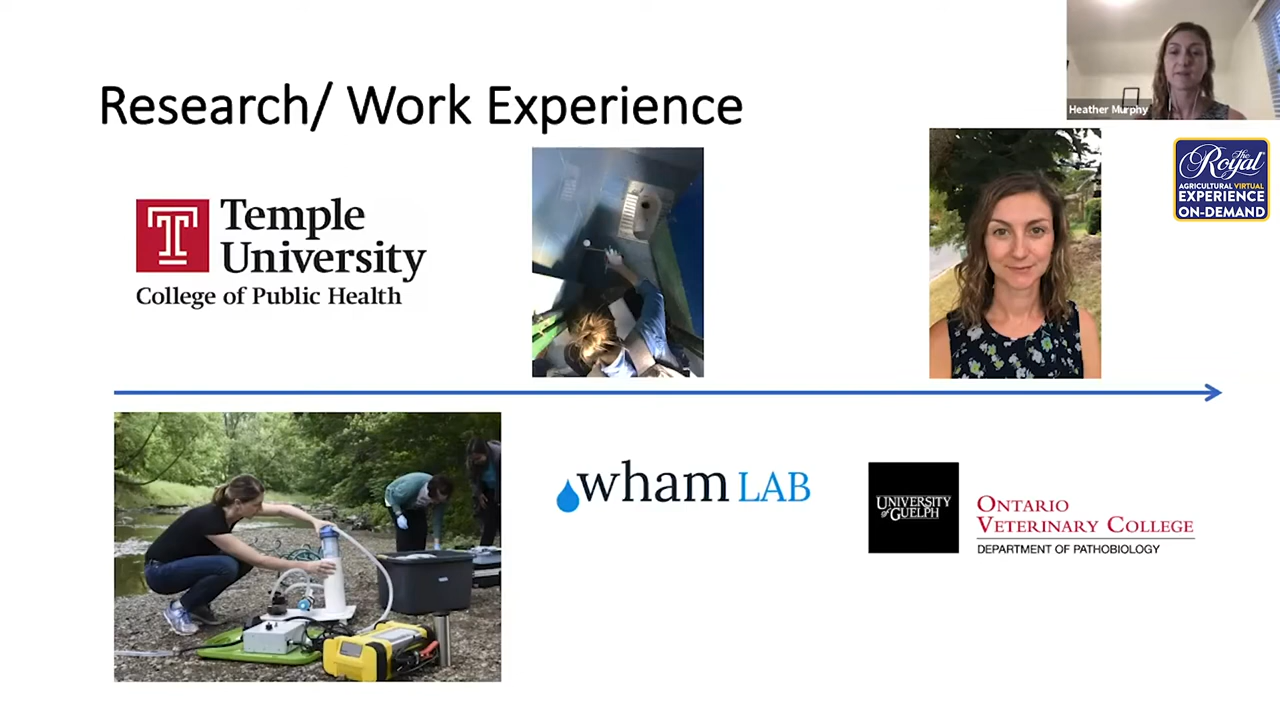 Research/ Work Experience
Heather Murphy
The
Royal
AGRICULTURAL VIRTUAL
EXPERIENCE
ON-DEMAND
T
Temple
University
College of Public Health
wham LAB
UNIVERSITY
of GUELPH
ONTARIO
VETERINARY COLLEGE
DEPARTMENT OF PATHOBIOLOGY